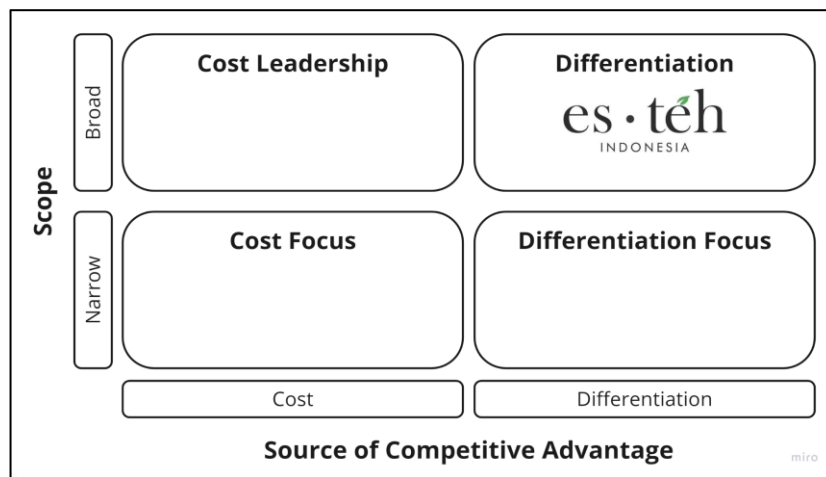 Cost Leadership
Differentiation
es · téh
INDONESIA
Broad
Scope
Cost Focus
Differentiation Focus
Narrow
Cost
Differentiation
Source of Competitive Advantage
miro